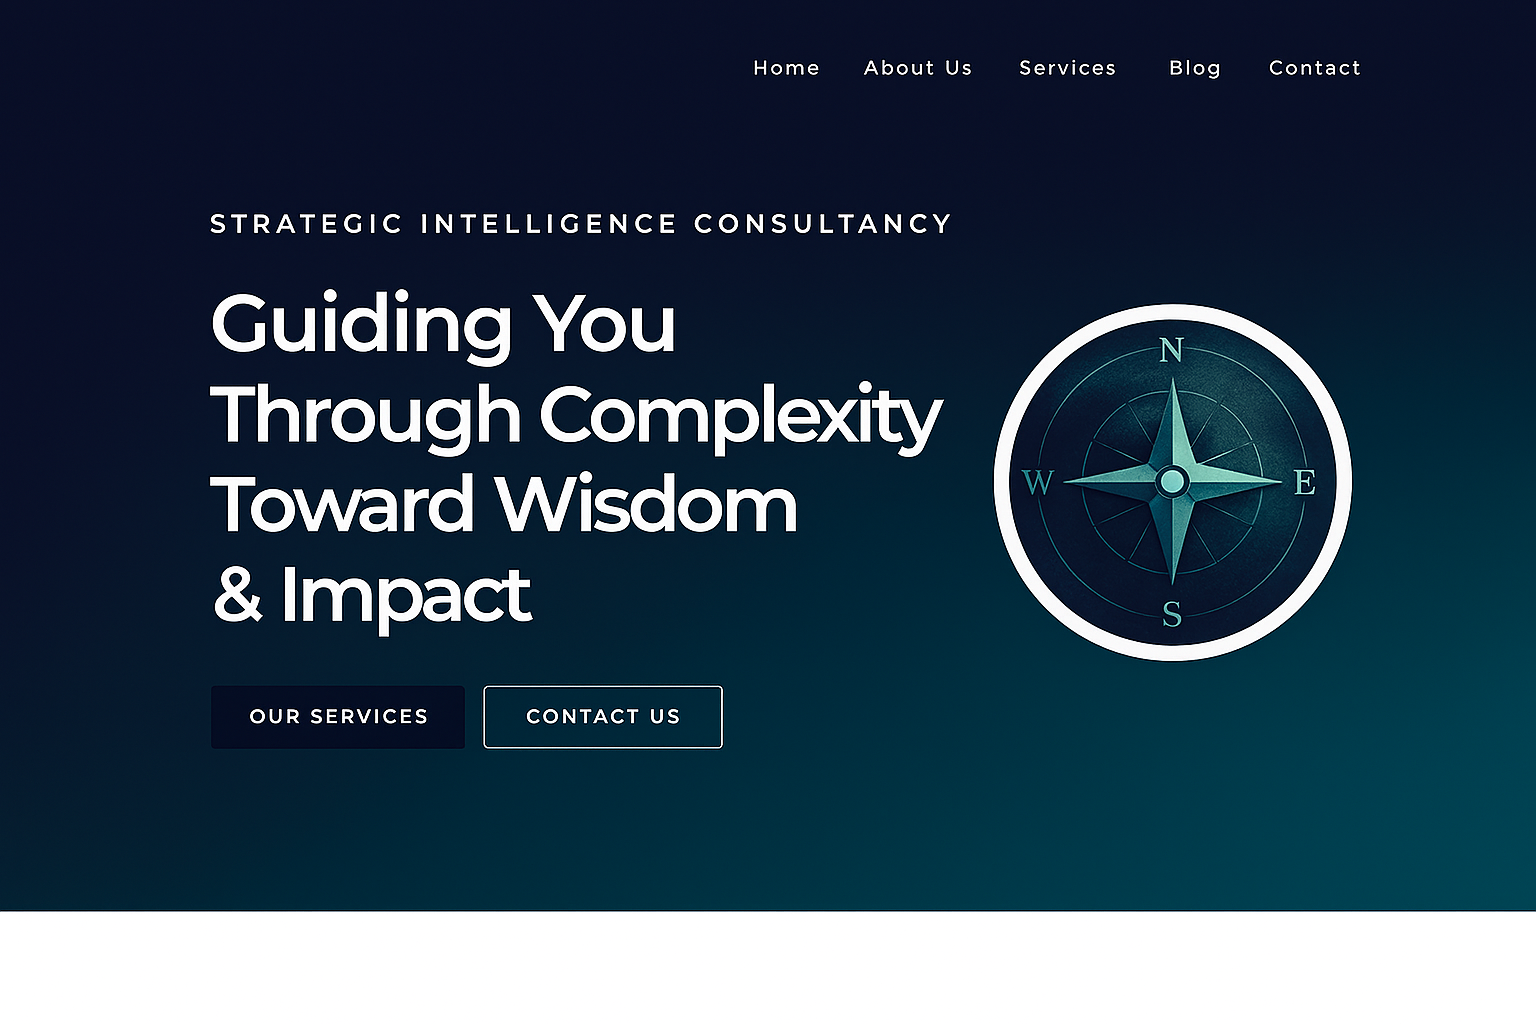 Home About Us Services Blog Contact
STRATEGIC INTELLIGENCE CONSULTANCY
Guiding You
Through Complexity
Toward Wisdom
& Impact
N
W E
S
OUR SERVICES CONTACT US